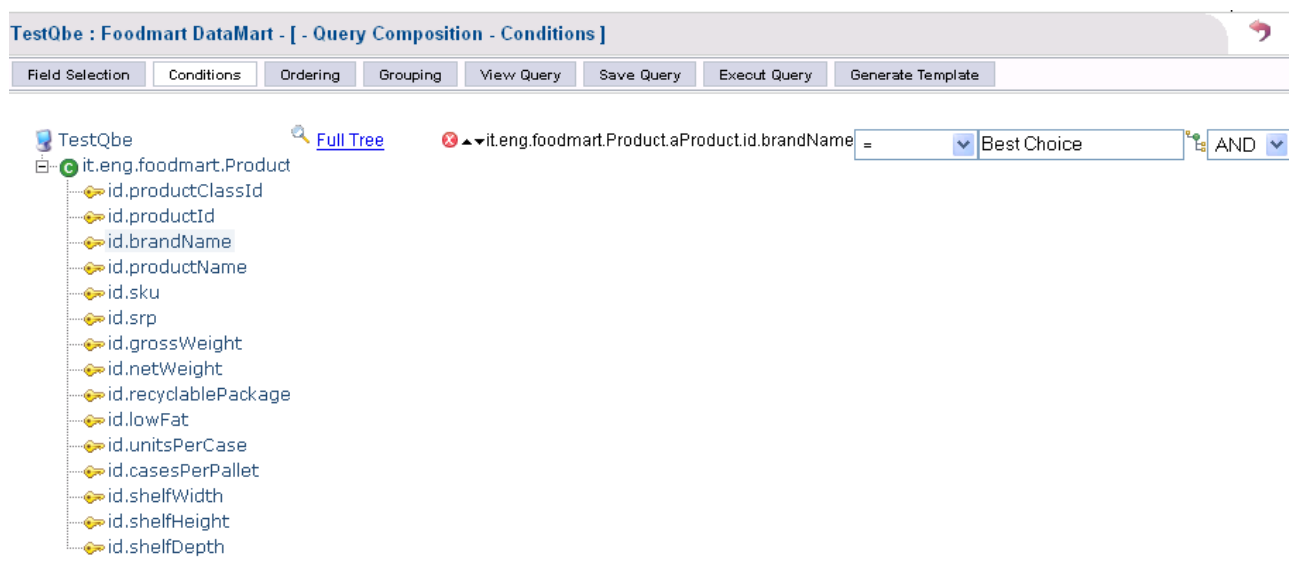 TestQbe : Foodmart DataMart - [ - Query Composition - Conditions ]
Field Selection Conditions Ordering Grouping View Query Save Query Execut Query Generate Template
TestQbe Full Tree it.eng.foodmart.Product.aProduct.id.brandName = Best Choice AND
it.eng.foodmart.Product
id.productClassId
id.productId
id.brandName
id.productName
id.sku
id.srp
id.grossWeight
id.netWeight
id.recyclablePackage
id.lowFat
id.unitsPerCase
id.casesPerPallet
id.shelfWidth
id.shelfHeight
id.shelfDepth